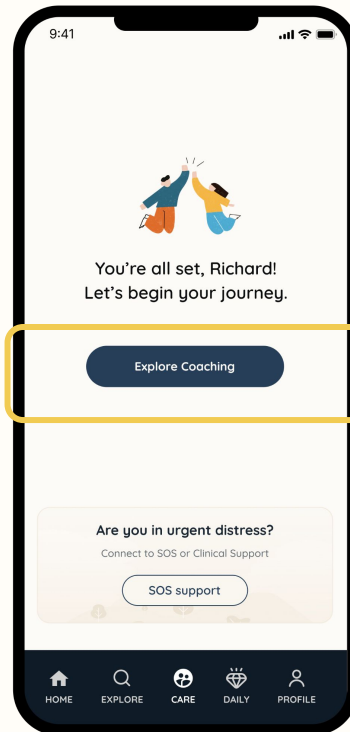 9:41
You're all set, Richard!
Let's begin your journey.
Explore Coaching
Are you in urgent distress?
Connect to SOS or Clinical Support
SOS support
HOME EXPLORE CARE DAILY PROFILE